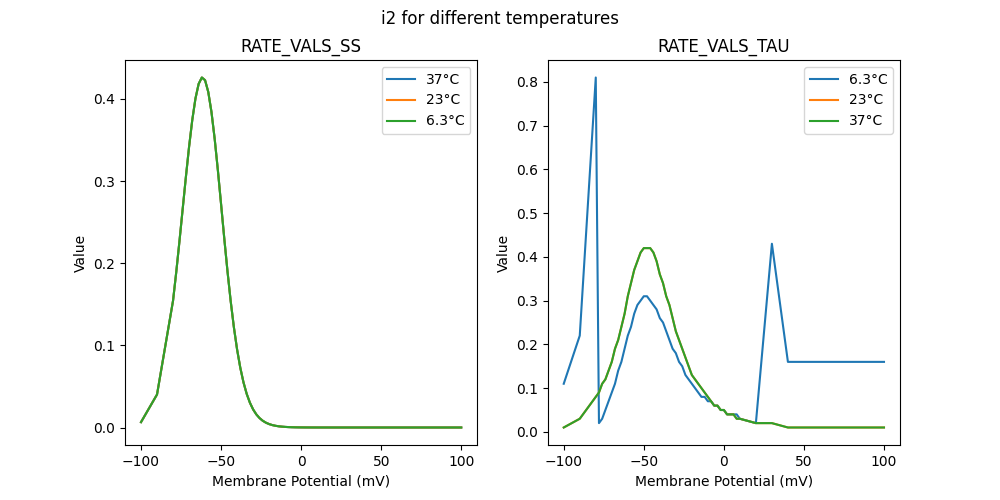 i2 for different temperatures
RATE_VALS_SS
37°C
23°C
6.3°C
Value
0.4
0.3
0.2
0.1
0.0
−100
−50
0
50
100
Membrane Potential (mV)
RATE_VALS_TAU
6.3°C
23°C
37°C
Value
0.8
0.7
0.6
0.5
0.4
0.3
0.2
0.1
0.0
−100
−50
0
50
100
Membrane Potential (mV)